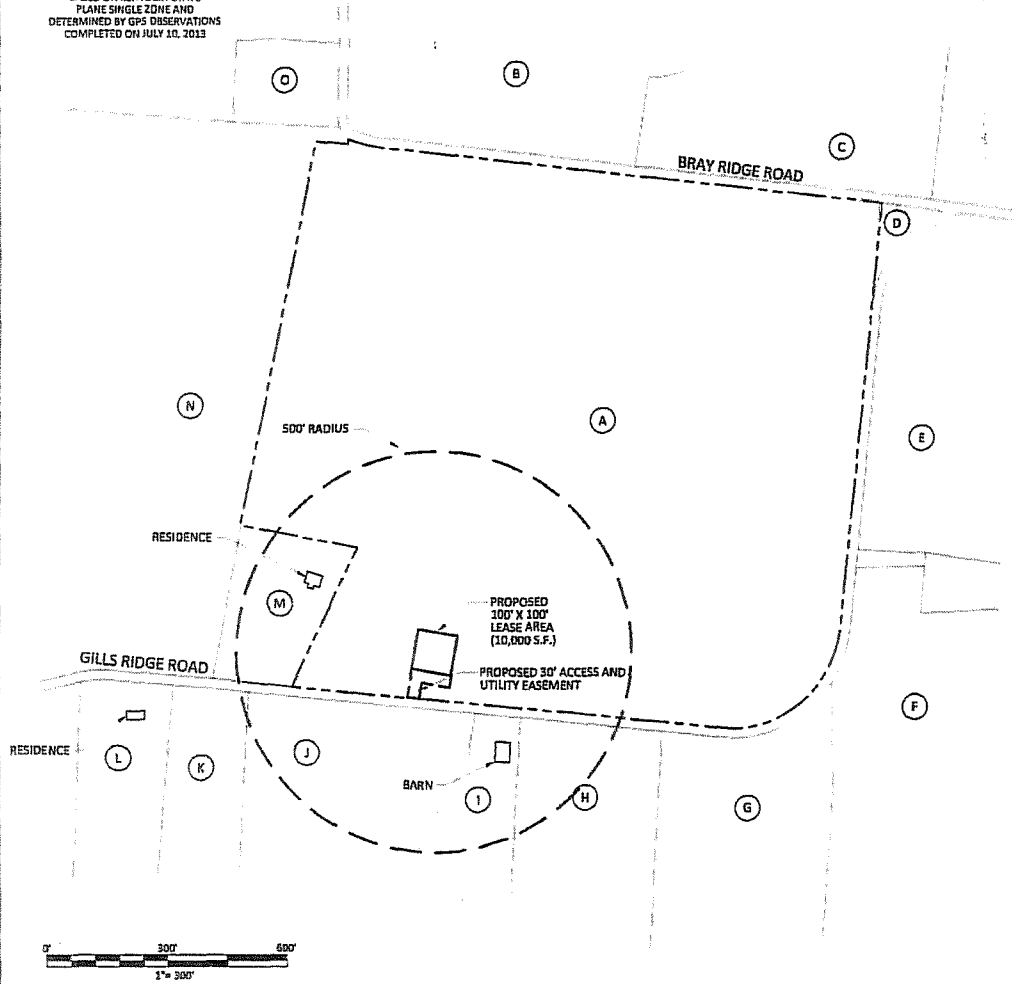 PLANE SINGLE ZONE AND
DETERMINED BY GPS OBSERVATIONS
COMPLETED ON JULY 10, 2013
O
B
C
BRAY RIDGE ROAD
D
N
A
500' RADIUS
E
RESIDENCE
M
PROPOSED
100' X 100'
LEASE AREA
(10,000 S.F.)
GILLS RIDGE ROAD
PROPOSED 30' ACCESS AND
UTILITY EASEMENT
F
RESIDENCE
L
K
J
BARN
I
H
G
0'
300'
600'
1"= 300'